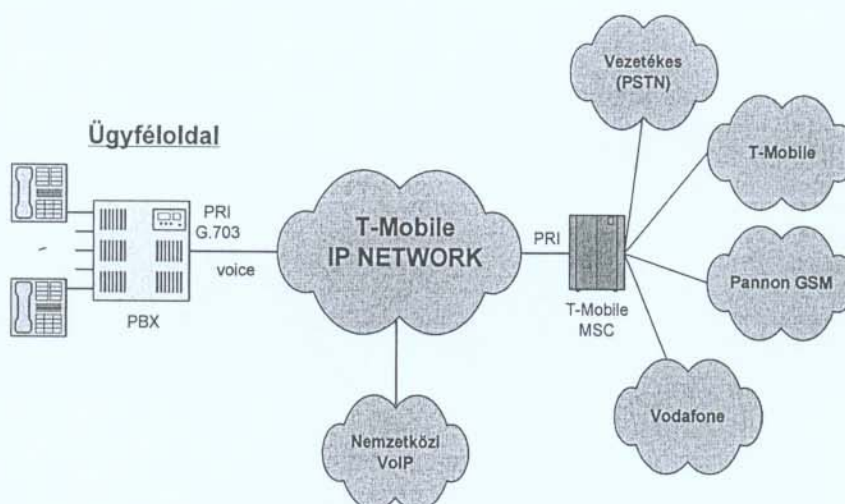 Ügyféloldal
PRI
G.703
voice
PBX
T-Mobile
IP NETWORK
PRI
T-Mobile
MSC
Vezetékes
(PSTN)
T-Mobile
Pannon GSM
Vodafone
Nemzetközi
VoIP